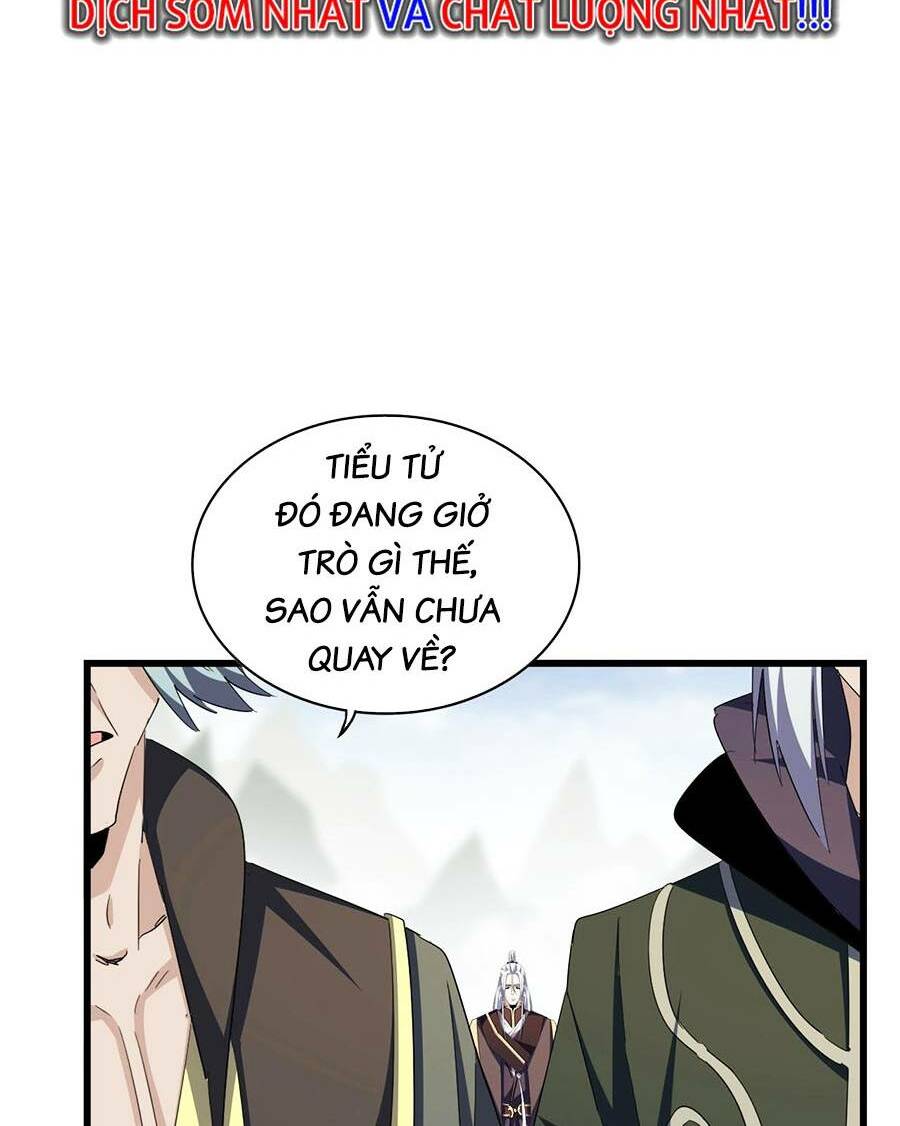 DỊCH SỚM NHẤT VÀ CHẤT LƯỢNG NHẤT!!!
TIỂU TỬ
ĐÓ ĐANG GIỞ
TRÒ GÌ THẾ,
SAO VẪN CHƯA
QUAY VỀ?